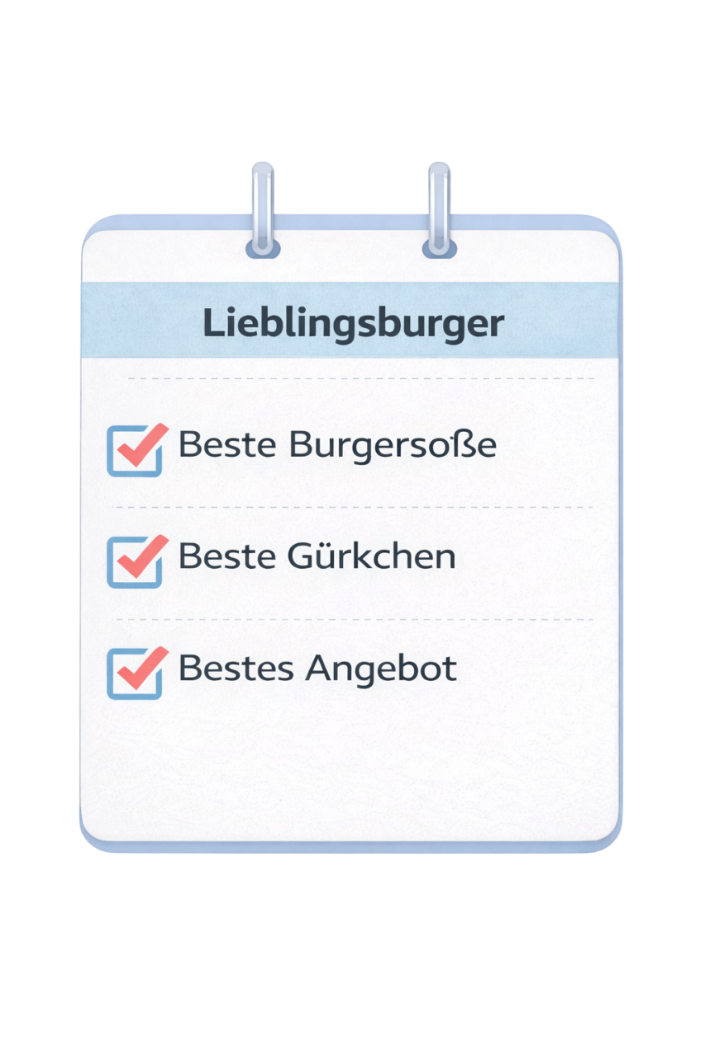 Lieblingsburger
Beste Burgersoße
Beste Gürkchen
Bestes Angebot